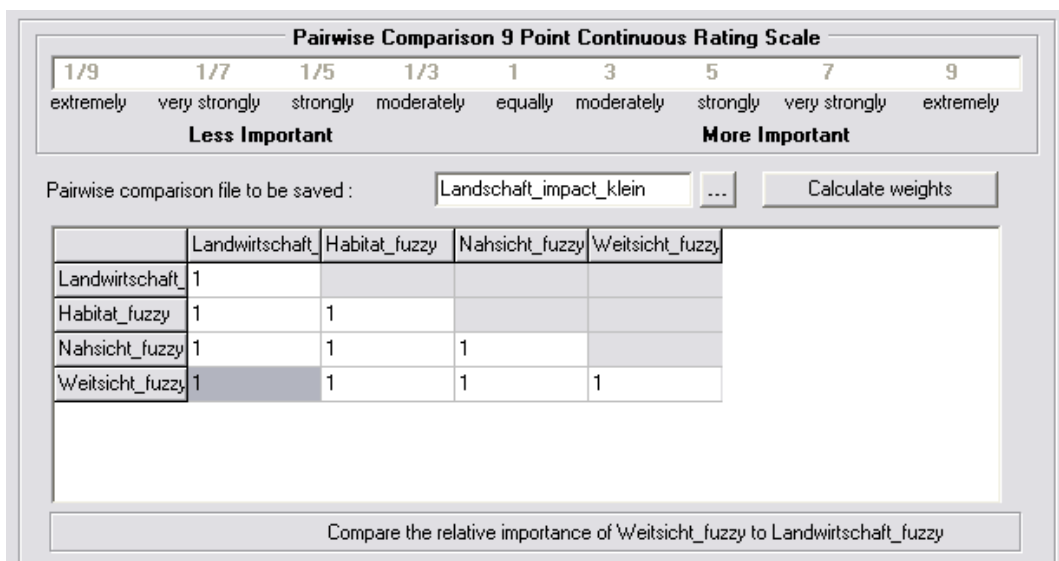 Pairwise Comparison 9 Point Continuous Rating Scale
1/9 1/7 1/5 1/3 1 3 5 7 9
extremely very strongly strongly moderately equally moderately strongly very strongly extremely
Less Important More Important
Pairwise comparison file to be saved : Landschaft_impact_klein ... Calculate weights
Landwirtschaft_ Habitat_fuzzy Nahsicht_fuzzy Weitsicht_fuzzy
Landwirtschaft_ 1
Habitat_fuzzy 1 1
Nahsicht_fuzzy 1 1 1
Weitsicht_fuzzy 1 1 1 1
Compare the relative importance of Weitsicht_fuzzy to Landwirtschaft_fuzzy